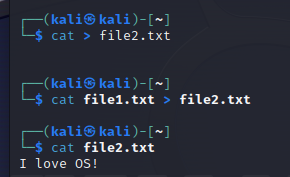 ┌──(kali㉿kali)-[~]
└─$ cat > file2.txt
┌──(kali㉿kali)-[~]
└─$ cat file1.txt > file2.txt
┌──(kali㉿kali)-[~]
└─$ cat file2.txt
I love OS!